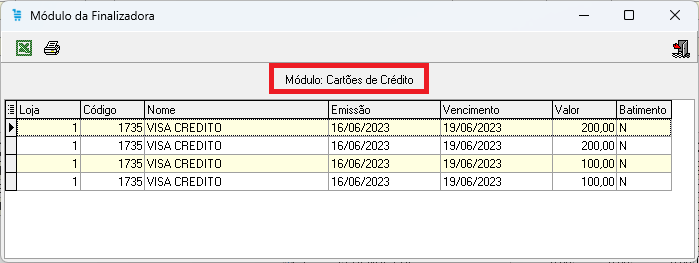 Módulo da Finalizadora
Módulo: Cartões de Crédito
Loja Código Nome Emissão Vencimento Valor Batimento
1 1735 VISA CREDITO 16/06/2023 19/06/2023 200,00 N
1 1735 VISA CREDITO 16/06/2023 19/06/2023 200,00 N
1 1735 VISA CREDITO 16/06/2023 19/06/2023 100,00 N
1 1735 VISA CREDITO 16/06/2023 19/06/2023 100,00 N